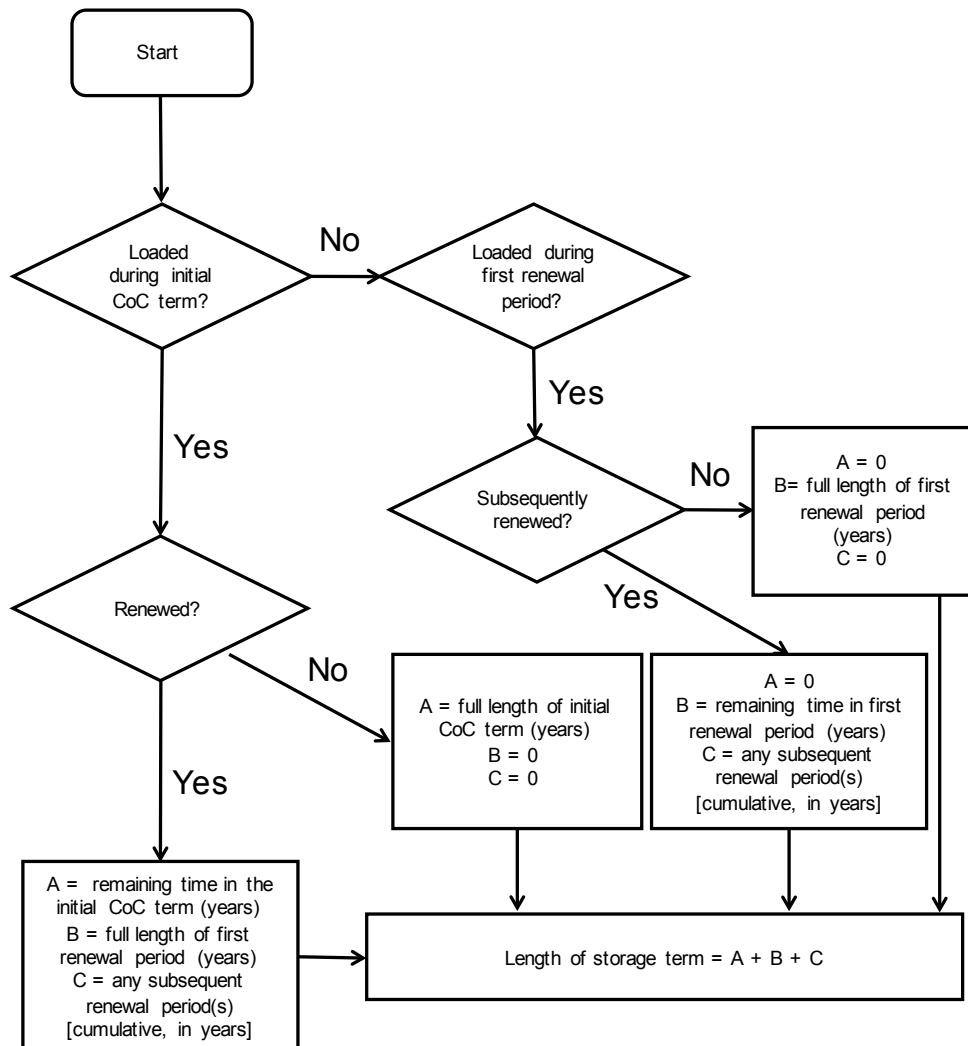 Start
Loaded
during initial
CoC term?
No
Loaded during
first renewal
period?
Yes
Yes
Subsequently
renewed?
No
A = 0
B= full length of first
renewal period
(years)
C = 0
Renewed?
Yes
No
A = full length of initial
CoC term (years)
B = 0
C = 0
A = 0
B = remaining time in first
renewal period (years)
C = any subsequent
renewal period(s)
[cumulative, in years]
Yes
A = remaining time in the
initial CoC term (years)
B = full length of first
renewal period (years)
C = any subsequent
renewal period(s)
[cumulative, in years]
Length of storage term = A + B + C